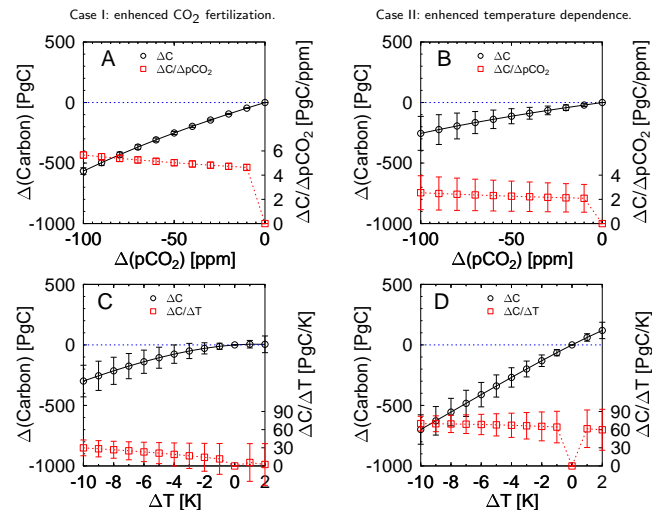 Case I: enhenced CO2 fertilization.
Case II: enhenced temperature dependence.
A
ΔC
ΔC/ΔpCO2
500
0
-500
-1000
Δ(Carbon) [PgC]
6
4
2
0
ΔC/ΔpCO2 [PgC/ppm]
-100
-50
0
Δ(pCO2) [ppm]
B
ΔC
ΔC/ΔpCO2
500
0
-500
-1000
Δ(Carbon) [PgC]
6
4
2
0
ΔC/ΔpCO2 [PgC/ppm]
-100
-50
0
Δ(pCO2) [ppm]
C
ΔC
ΔC/ΔT
500
0
-500
-1000
Δ(Carbon) [PgC]
90
60
30
0
ΔC/ΔT [PgC/K]
-10 -8 -6 -4 -2 0 2
ΔT [K]
D
ΔC
ΔC/ΔT
500
0
-500
-1000
Δ(Carbon) [PgC]
90
60
30
0
ΔC/ΔT [PgC/K]
-10 -8 -6 -4 -2 0 2
ΔT [K]